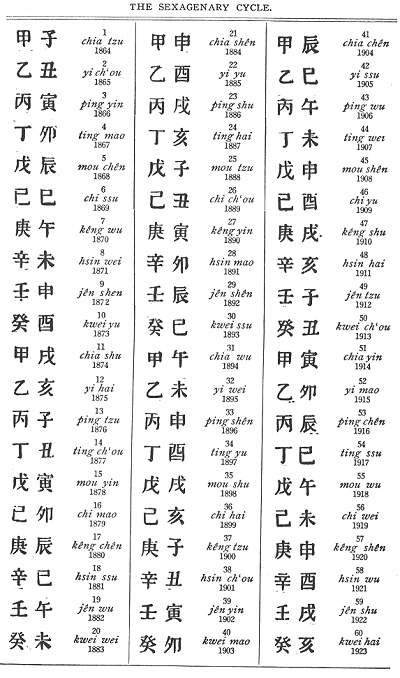 THE SEXAGENARY CYCLE.
1
甲 子 chia tzu
1864
2
乙 丑 yi ch'ou
1865
3
丙 寅 ping yin
1866
4
丁 卯 ting mao
1867
5
戊 辰 mou chên
1868
6
己 巳 chi ssu
1869
7
庚 午 kêng wu
1870
8
辛 未 hsin wei
1871
9
壬 申 jên shen
1872
10
癸 酉 kwei yu
1873
11
甲 戌 chia shu
1874
12
乙 亥 yi hai
1875
13
丙 子 ping tzu
1876
14
丁 丑 ting ch'ou
1877
15
戊 寅 mou yin
1878
16
己 卯 chi mao
1879
17
庚 辰 kêng chên
1880
18
辛 巳 hsin ssu
1881
19
壬 午 jên wu
1882
20
癸 未 kwei wei
1883
21
甲 申 chia shên
1884
22
乙 酉 yi yu
1885
23
丙 戌 ping shu
1886
24
丁 亥 ting hai
1887
25
戊 子 mou tzu
1888
26
己 丑 chi ch'ou
1889
27
庚 寅 kêng yin
1890
28
辛 卯 hsin mao
1891
29
壬 辰 jên shên
1892
30
癸 巳 kwei ssu
1893
31
甲 午 chia wu
1894
32
乙 未 yi wei
1895
33
丙 申 ping shên
1896
34
丁 酉 ting yu
1897
35
戊 戌 mou shu
1898
36
己 亥 chi hai
1899
37
庚 子 kêng tzu
1900
38
辛 丑 hsin ch'ou
1901
39
壬 寅 jên yin
1902
40
癸 卯 kwei mao
1903
41
甲 辰 chia chên
1904
42
乙 巳 yi ssu
1905
43
丙 午 ping wu
1906
44
丁 未 ting wei
1907
45
戊 申 mou shên
1908
46
己 酉 chi yu
1909
47
庚 戌 kêng shu
1910
48
辛 亥 hsin hai
1911
49
壬 子 jên tzu
1912
50
癸 丑 kwei ch'ou
1913
51
甲 寅 chia yin
1914
52
乙 卯 yi mao
1915
53
丙 辰 ping chên
1916
54
丁 巳 ting ssu
1917
55
戊 午 mou wu
1918
56
己 未 chi wei
1919
57
庚 申 kêng shên
1920
58
辛 酉 hsin wu
1921
59
壬 戌 jên shu
1922
60
癸 亥 kwei hai
1923